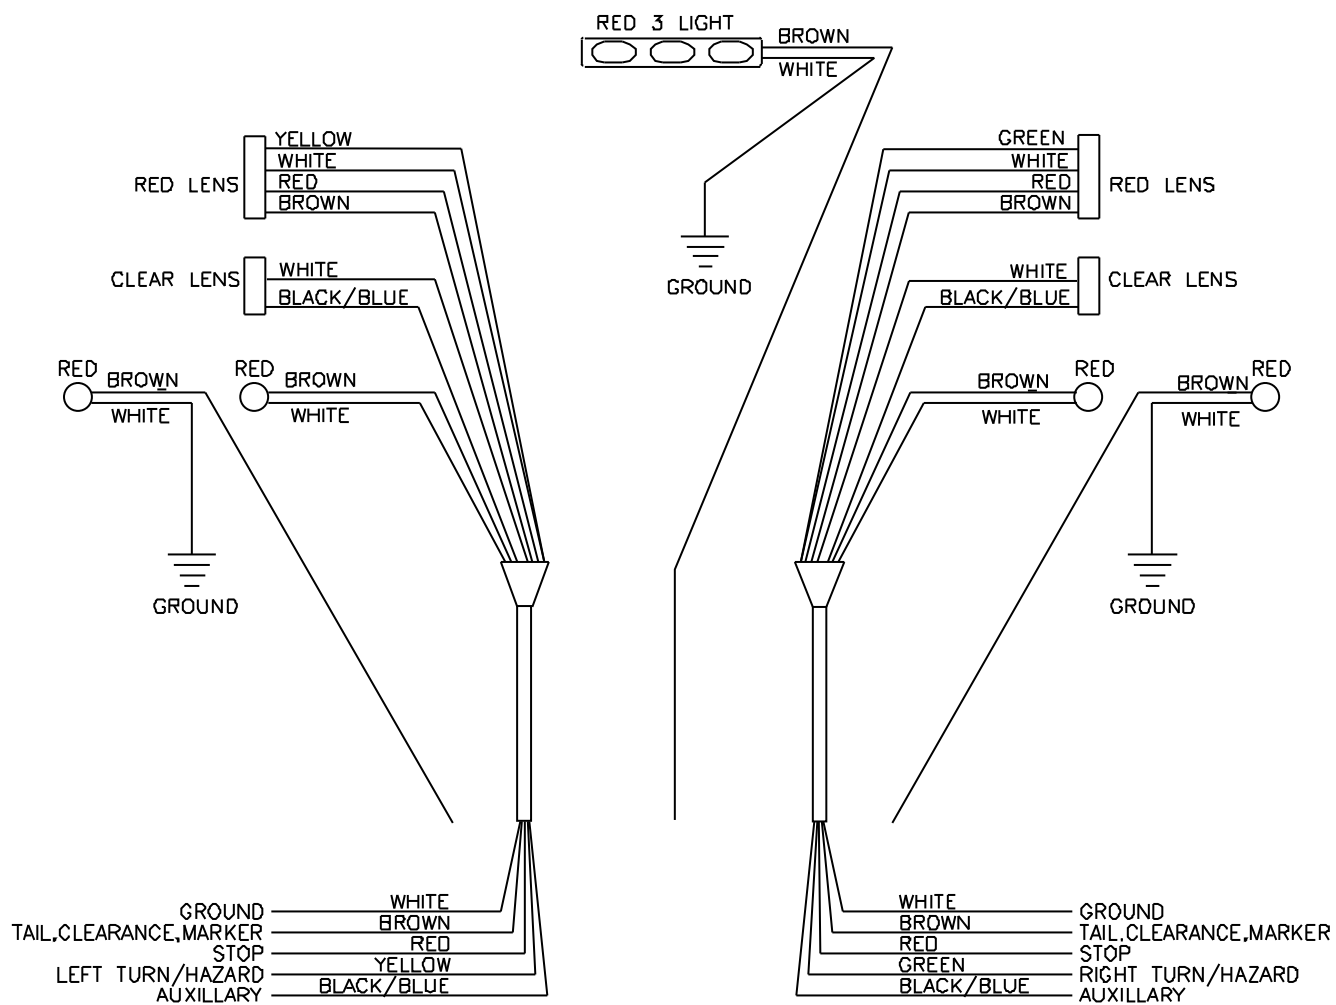 RED 3 LIGHT
BROWN
WHITE
YELLOW
WHITE
RED
BROWN
RED LENS
GREEN
WHITE
RED
BROWN
RED LENS
CLEAR LENS
WHITE
BLACK/BLUE
GROUND
WHITE
BLACK/BLUE
CLEAR LENS
RED
BROWN
WHITE
RED
BROWN
WHITE
BROWN
WHITE
RED
BROWN
WHITE
RED
GROUND
GROUND
GROUND WHITE
TAIL,CLEARANCE,MARKER BROWN
STOP RED
LEFT TURN/HAZARD YELLOW
AUXILLARY BLACK/BLUE
WHITE GROUND
BROWN TAIL,CLEARANCE,MARKER
RED STOP
GREEN RIGHT TURN/HAZARD
BLACK/BLUE AUXILLARY